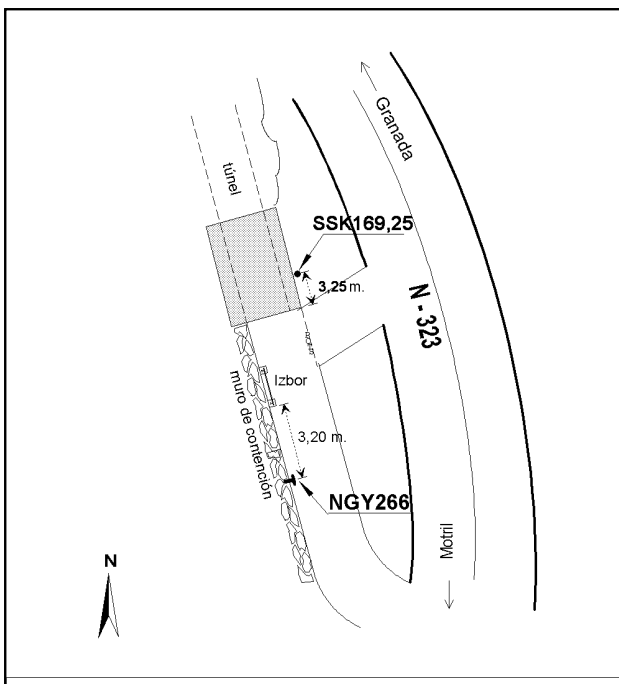 Granada
túnel
SSK169,25
3,25 m.
N - 323
Izbor
muro de contención
3,20 m.
NGY266
Motril
N